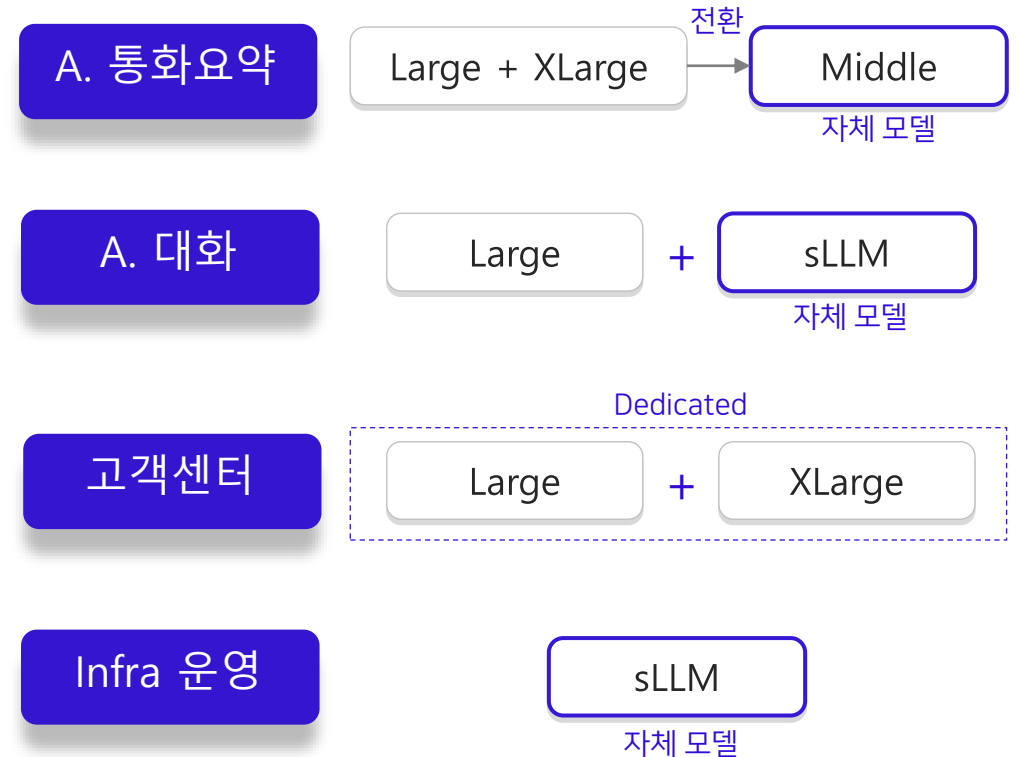 전환
A. 통화요약
Large + XLarge
Middle
자체 모델
A. 대화
Large
+
sLLM
자체 모델
Dedicated
고객센터
Large
+
XLarge
Infra 운영
sLLM
자체 모델